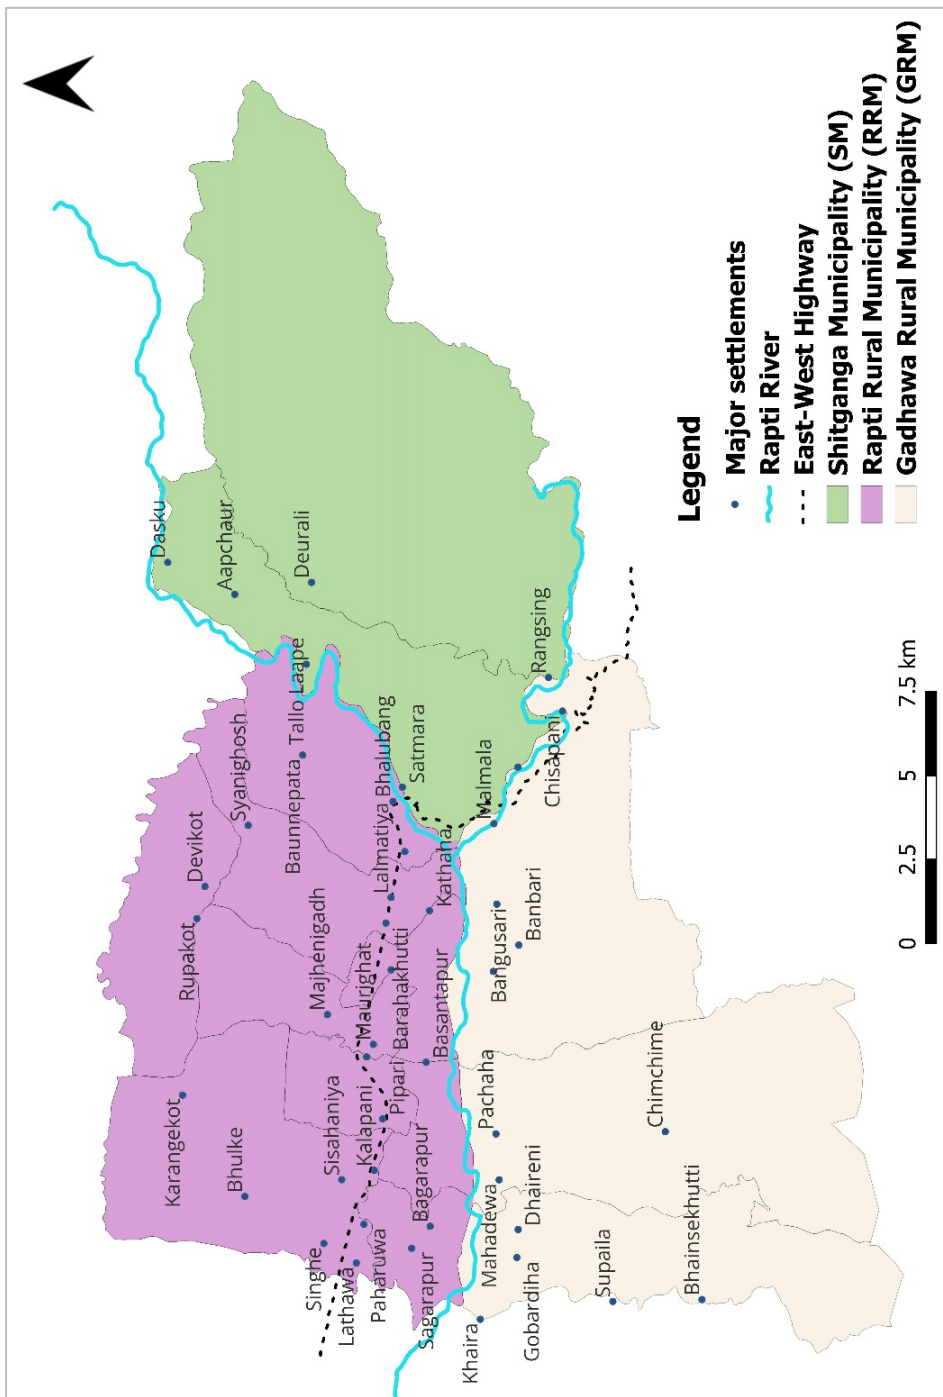 Dasku
Aapchaur
Deurali
Tallo Laape
Syanighosh
Baunnepata
Devikot
Rupakot
Majhenigadh
Karangekot
Bhulke
Sisahaniya
Singhe
Lathawa
Paharuwa
Kalapani
Pipari
Maurighat
Barahakhutti
Lalmatiya
Bhalubang
Satmara
Kathaha
Basantapur
Bagarapur
Sagarapur
Khaira
Mahadewa
Pachaha
Bangusari
Banbari
Malmala
Rangsing
Chisapani
Gobardiha
Dhaireni
Supaila
Bhainsekhutti
Chimchime
0
2.5
5
7.5 km
Legend
Major settlements
Rapti River
East-West Highway
Shitganga Municipality (SM)
Rapti Rural Municipality (RRM)
Gadhawa Rural Municipality (GRM)